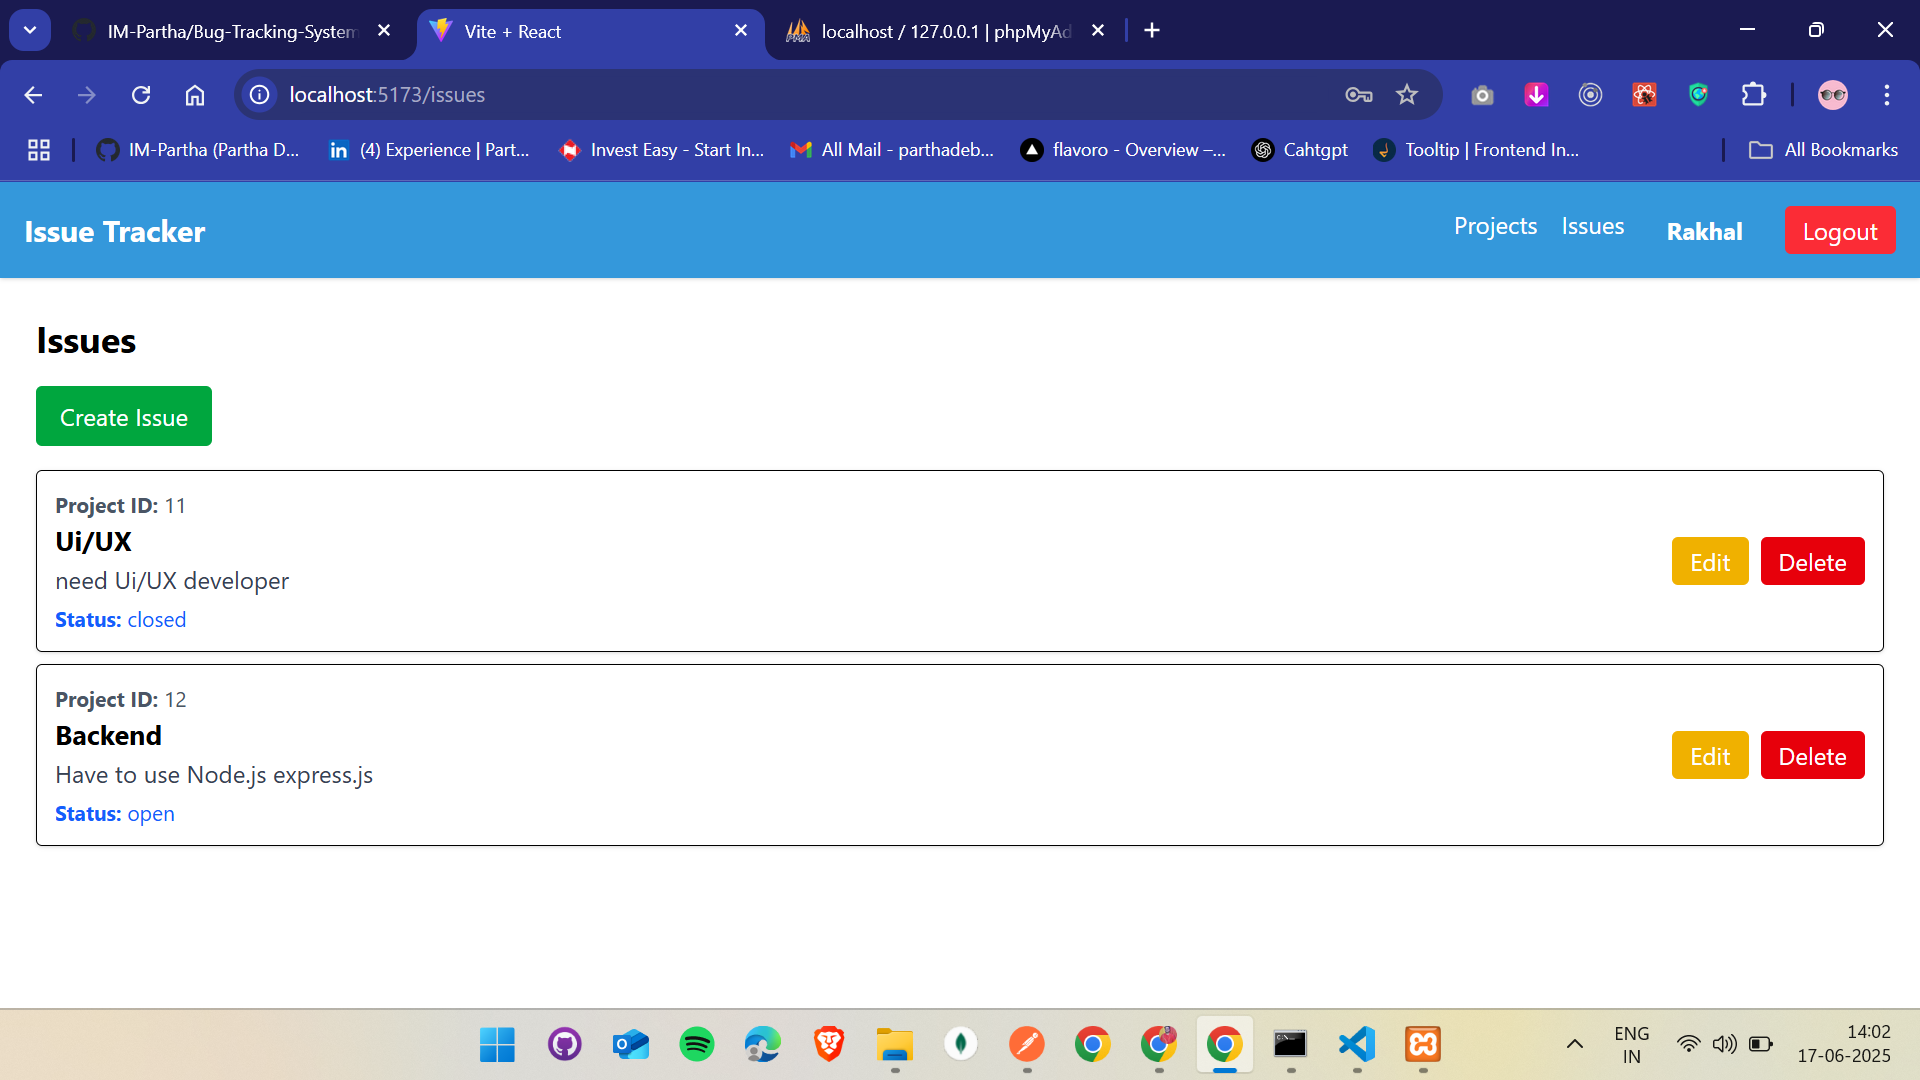 IM-Partha/Bug-Tracking-System
Vite + React
localhost / 127.0.0.1 | phpMyAd
localhost:5173/issues
IM-Partha (Partha D...
(4) Experience | Part...
Invest Easy - Start In...
All Mail - parthadeb...
flavoro - Overview –...
Cahtgpt
Tooltip | Frontend In...
All Bookmarks
Issue Tracker
Projects
Issues
Rakhal
Logout
Issues
Create Issue
Project ID: 11
Ui/UX
need Ui/UX developer
Status: closed
Edit
Delete
Project ID: 12
Backend
Have to use Node.js express.js
Status: open
Edit
Delete
ENG
IN
14:02
17-06-2025